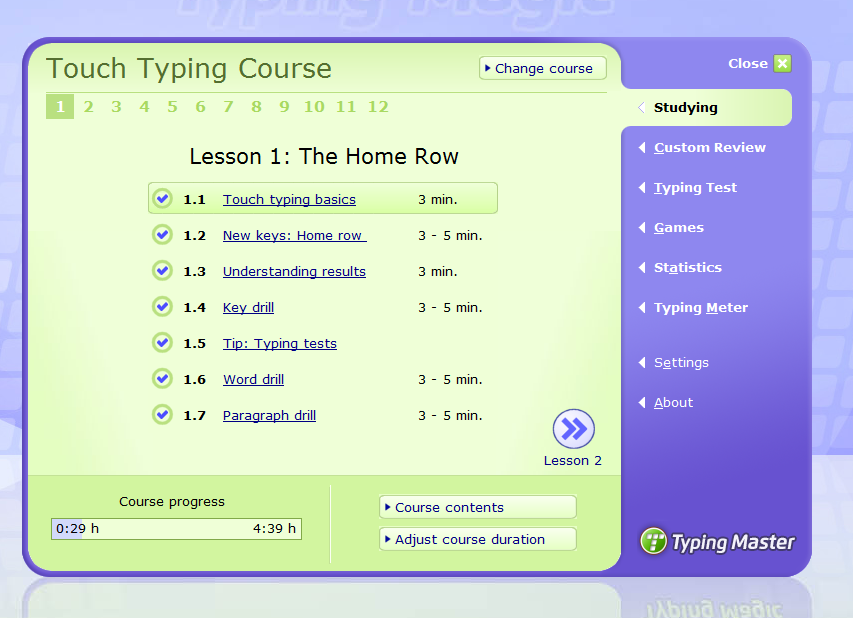 Typing Magic
Touch Typing Course
Change course
Close
1 2 3 4 5 6 7 8 9 10 11 12
Studying
Lesson 1: The Home Row
Custom Review
1.1 Touch typing basics 3 min.
Typing Test
1.2 New keys: Home row 3 - 5 min.
Games
1.3 Understanding results 3 min.
Statistics
1.4 Key drill 3 - 5 min.
Typing Meter
1.5 Tip: Typing tests
1.6 Word drill 3 - 5 min.
Settings
1.7 Paragraph drill 3 - 5 min.
About
Lesson 2
Course progress
0:29 h 4:39 h
Course contents
Adjust course duration
Typing Master
Typing Magic